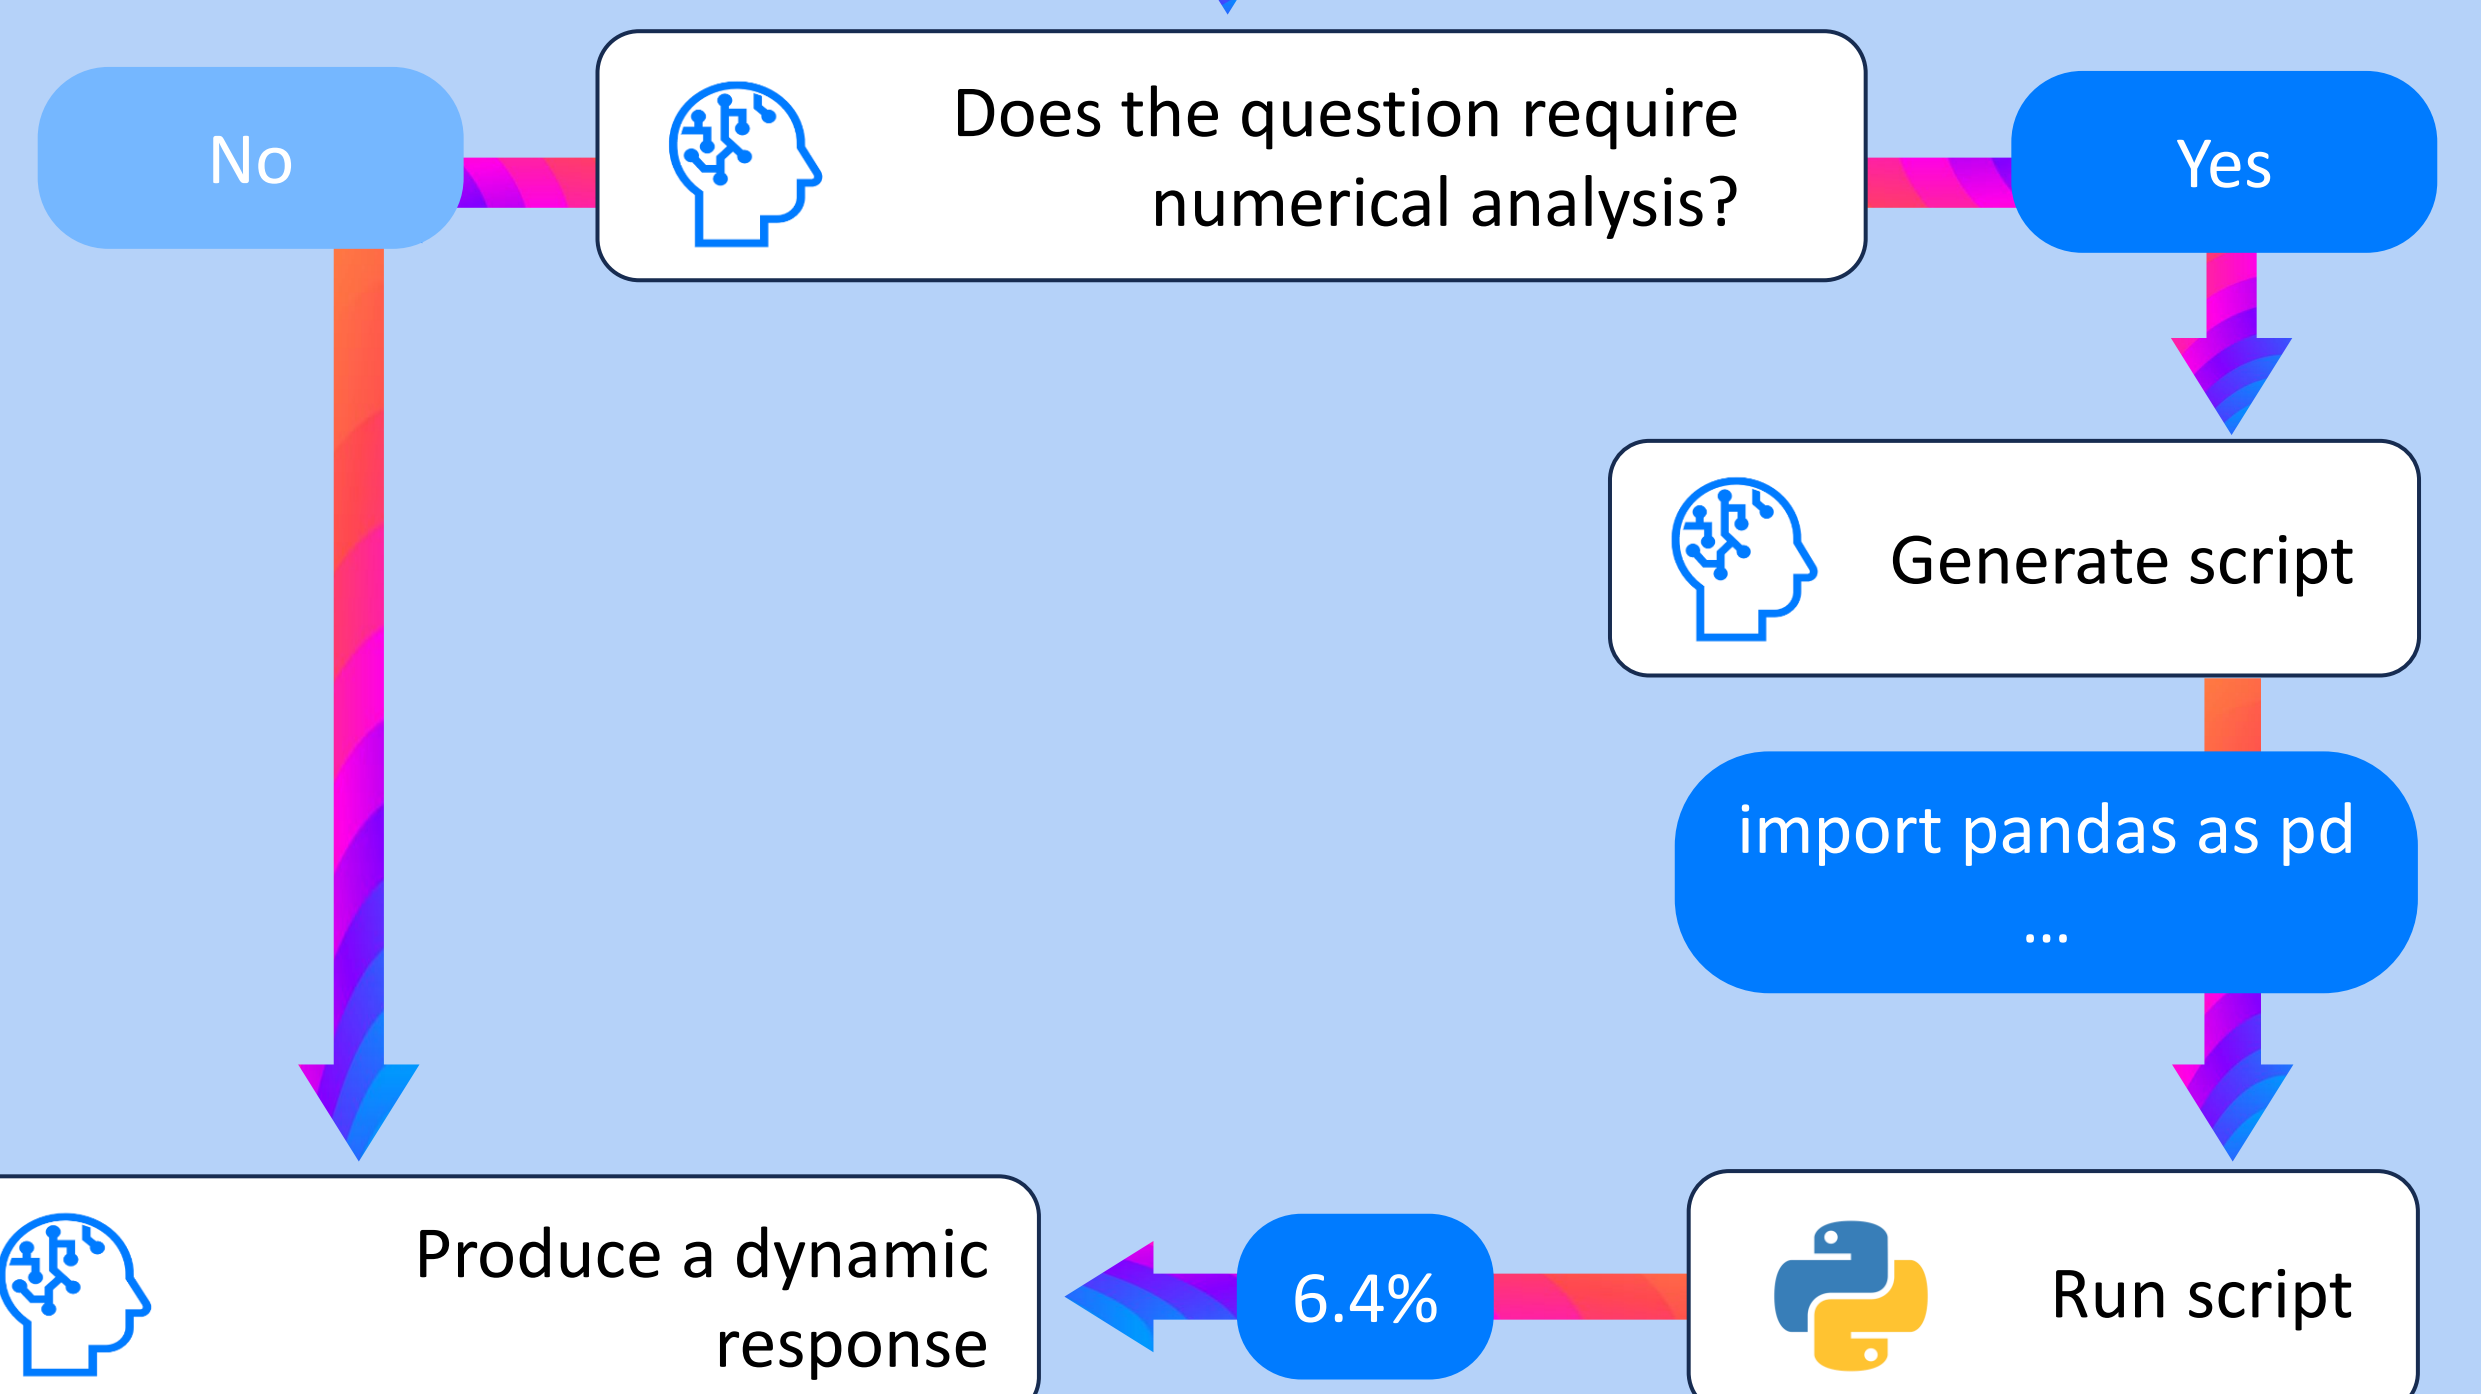 No
Does the question require
numerical analysis?
Yes
Generate script
import pandas as pd
...
Run script
6.4%
Produce a dynamic
response